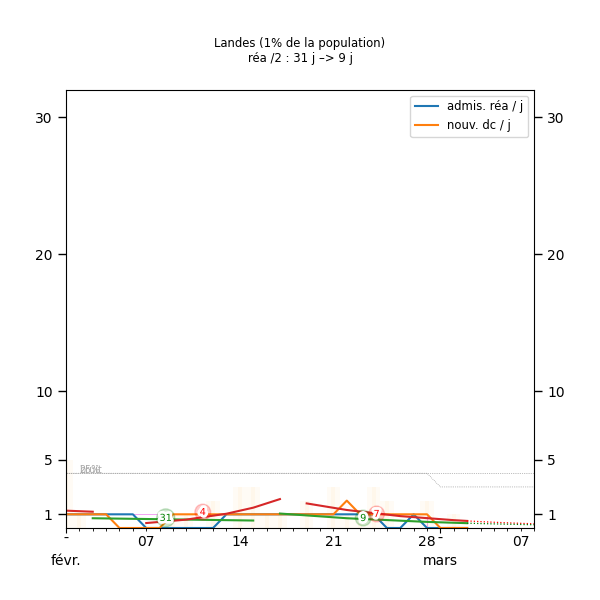 Landes (1% de la population)
réa /2 : 31 j –> 9 j
admis. réa / j
nouv. dc / j
30 30
20 20
10 10
5 5
25%
4
31 9 7
1 1
- 07 14 21 28 - 07
févr. mars